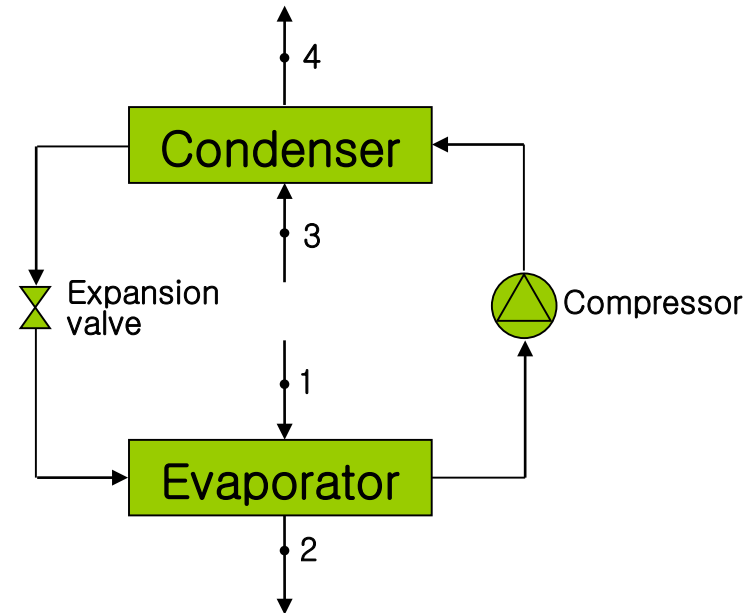 4
Condenser
3
Expansion
valve
Compressor
1
Evaporator
2